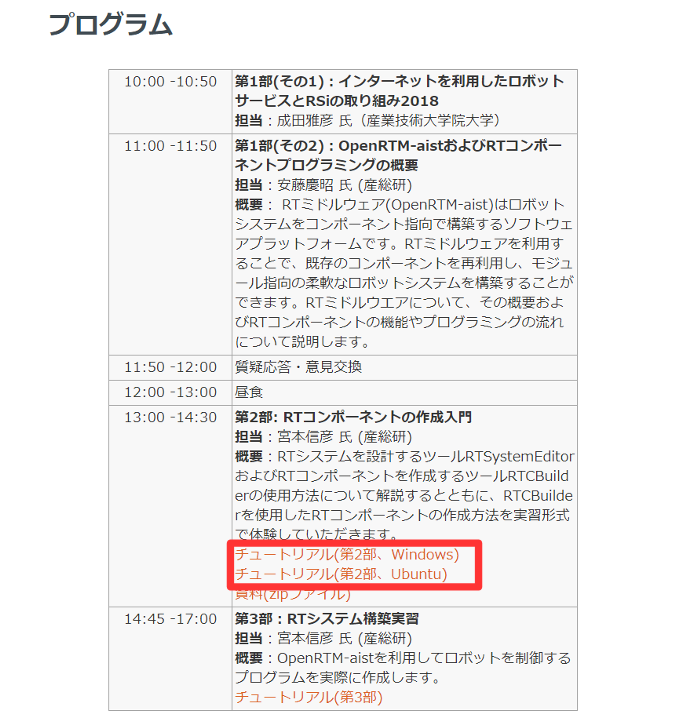 プログラム
10:00 -10:50
第1部(その1)：インターネットを利用したロボット
サービスとRSiの取り組み2018
担当：成田雅彦 氏（産業技術大学院大学）
11:00 -11:50
第1部(その2)：OpenRTM-aistおよびRTコンポー
ネントプログラミングの概要
担当：安藤慶昭 氏 (産総研)
概要： RTミドルウェア(OpenRTM-aist)はロボット
システムをコンポーネント指向で構築するソフトウェ
アプラットフォームです。RTミドルウェアを利用す
ることで、既存のコンポーネントを再利用し、モジュ
ール指向の柔軟なロボットシステムを構築することが
できます。RTミドルウエアについて、その概要およ
びRTコンポーネントの機能やプログラミングの流れ
について説明します。
11:50 -12:00
質疑応答・意見交換
12:00 -13:00
昼食
13:00 -14:30
第2部: RTコンポーネントの作成入門
担当：宮本信彦 氏 (産総研)
概要：RTシステムを設計するツールRTSystemEditor
およびRTコンポーネントを作成するツールRTCBuild
erの使用方法について解説するとともに、RTCBuilde
rを使用したRTコンポーネントの作成方法を実習形式
で体験していただきます。
チュートリアル(第2部、Windows)
チュートリアル(第2部、Ubuntu)
資料(zipファイル)
14:45 -17:00
第3部：RTシステム構築実習
担当：宮本信彦 氏 (産総研)
概要：OpenRTM-aistを利用してロボットを制御する
プログラムを実際に作成します。
チュートリアル(第3部)